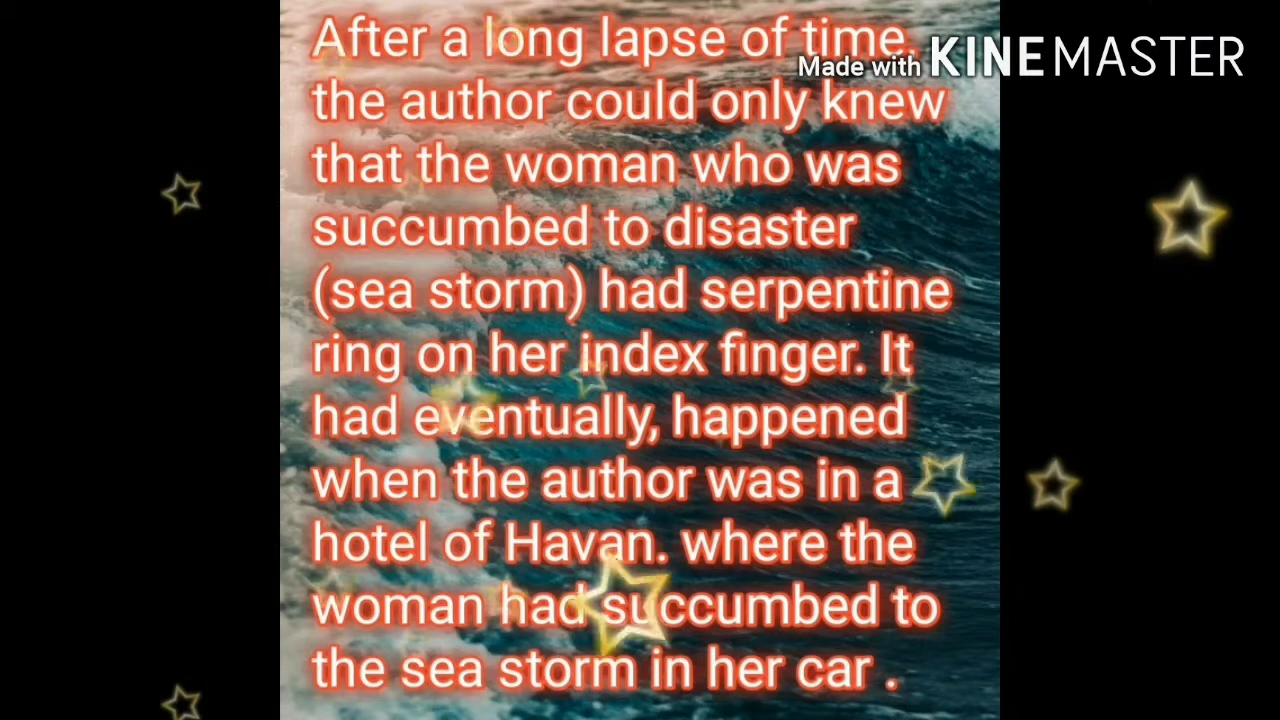 After a long lapse of time.
Made with KINEMASTER
the author could only knew
that the woman who was
succumbed to disaster
(sea storm) had serpentine
ring on her index finger. It
had eventually, happened
when the author was in a
hotel of Havan. where the
woman had succumbed to
the sea storm in her car .